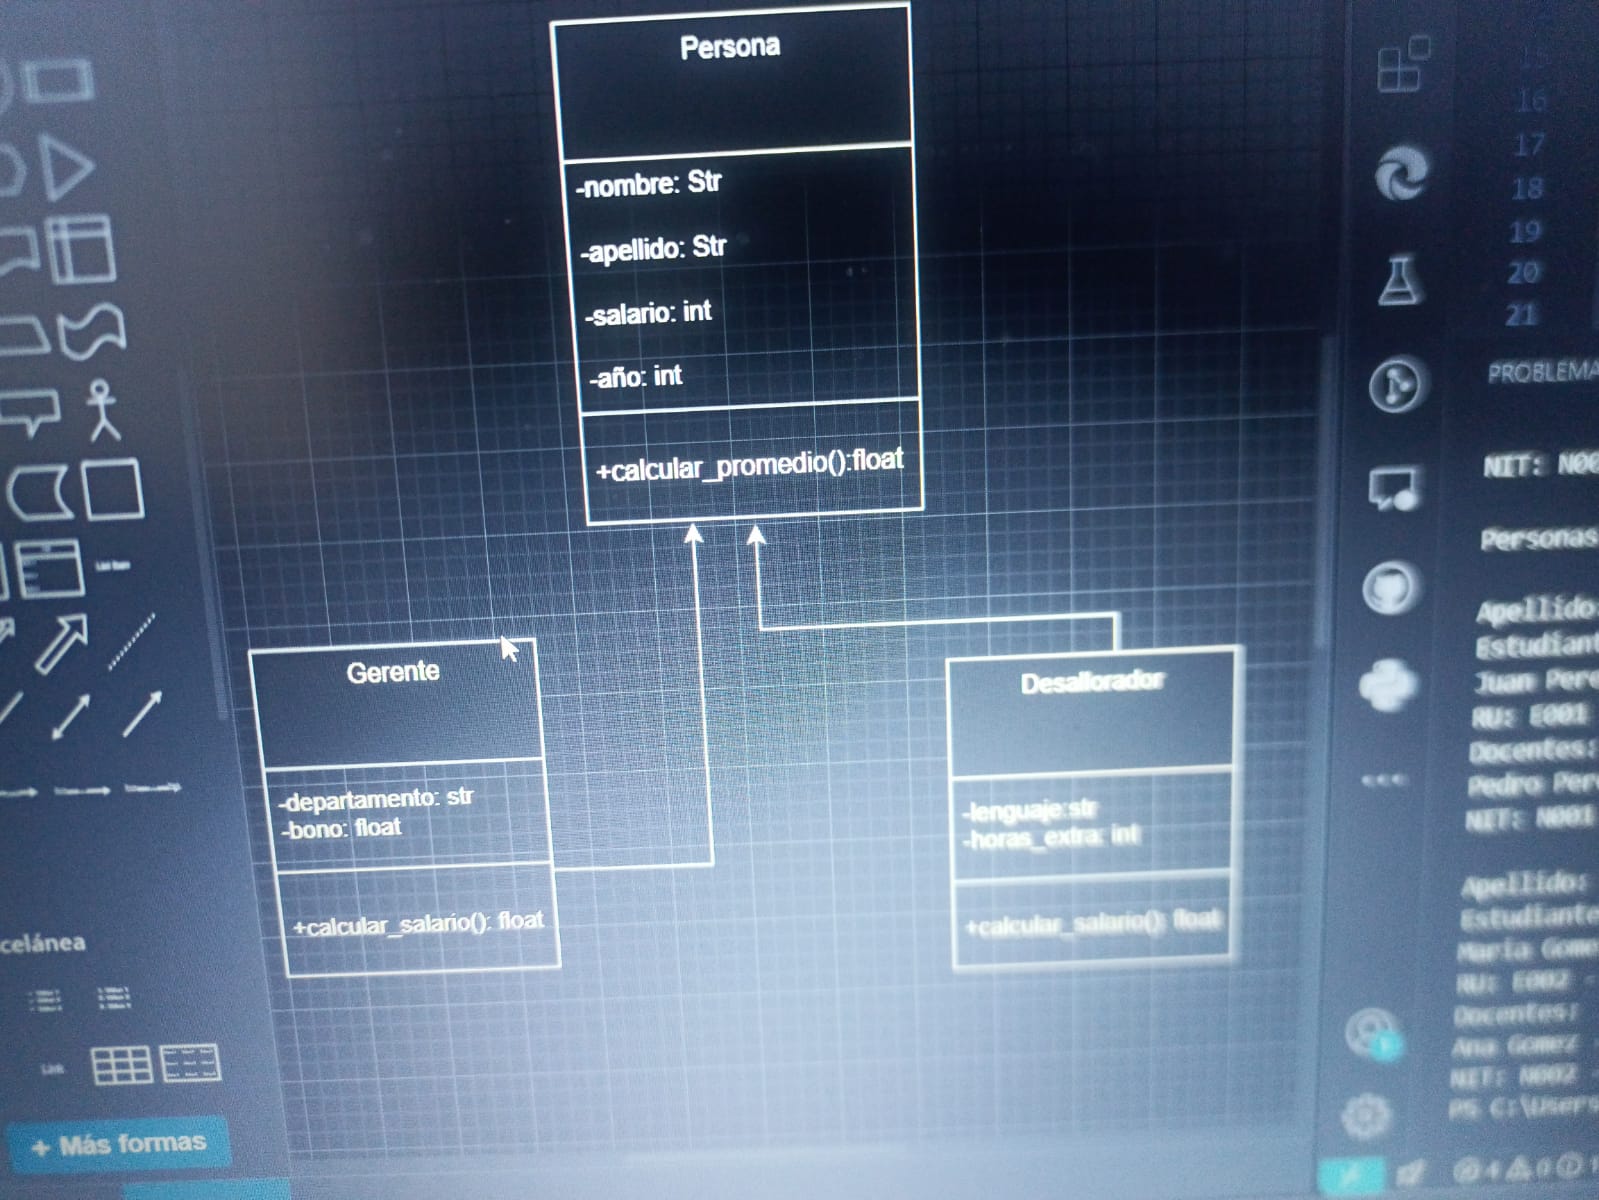 Persona
-nombre: Str
-apellido: Str
-salario: int
-año: int
+calcular_promedio():float
Gerente
-departamento: str
-bono: float
+calcular_salario(): float
Desallorador
-lenguaje:str
-horas_extra: int
+calcular_salario(): float
celánea
+ Más formas
16
17
18
19
20
21
PROBLEMA
NIT: N00
Personas
Apellido:
Estudiant
Juan Pere
RU: E001
Docentes:
Pedro Per
NIT: N001
Apellido:
Estudiante
Maria Gome
RU: E002 -
Docentes:
Ana Gomez
NIT: N002 -
PS C:\Users